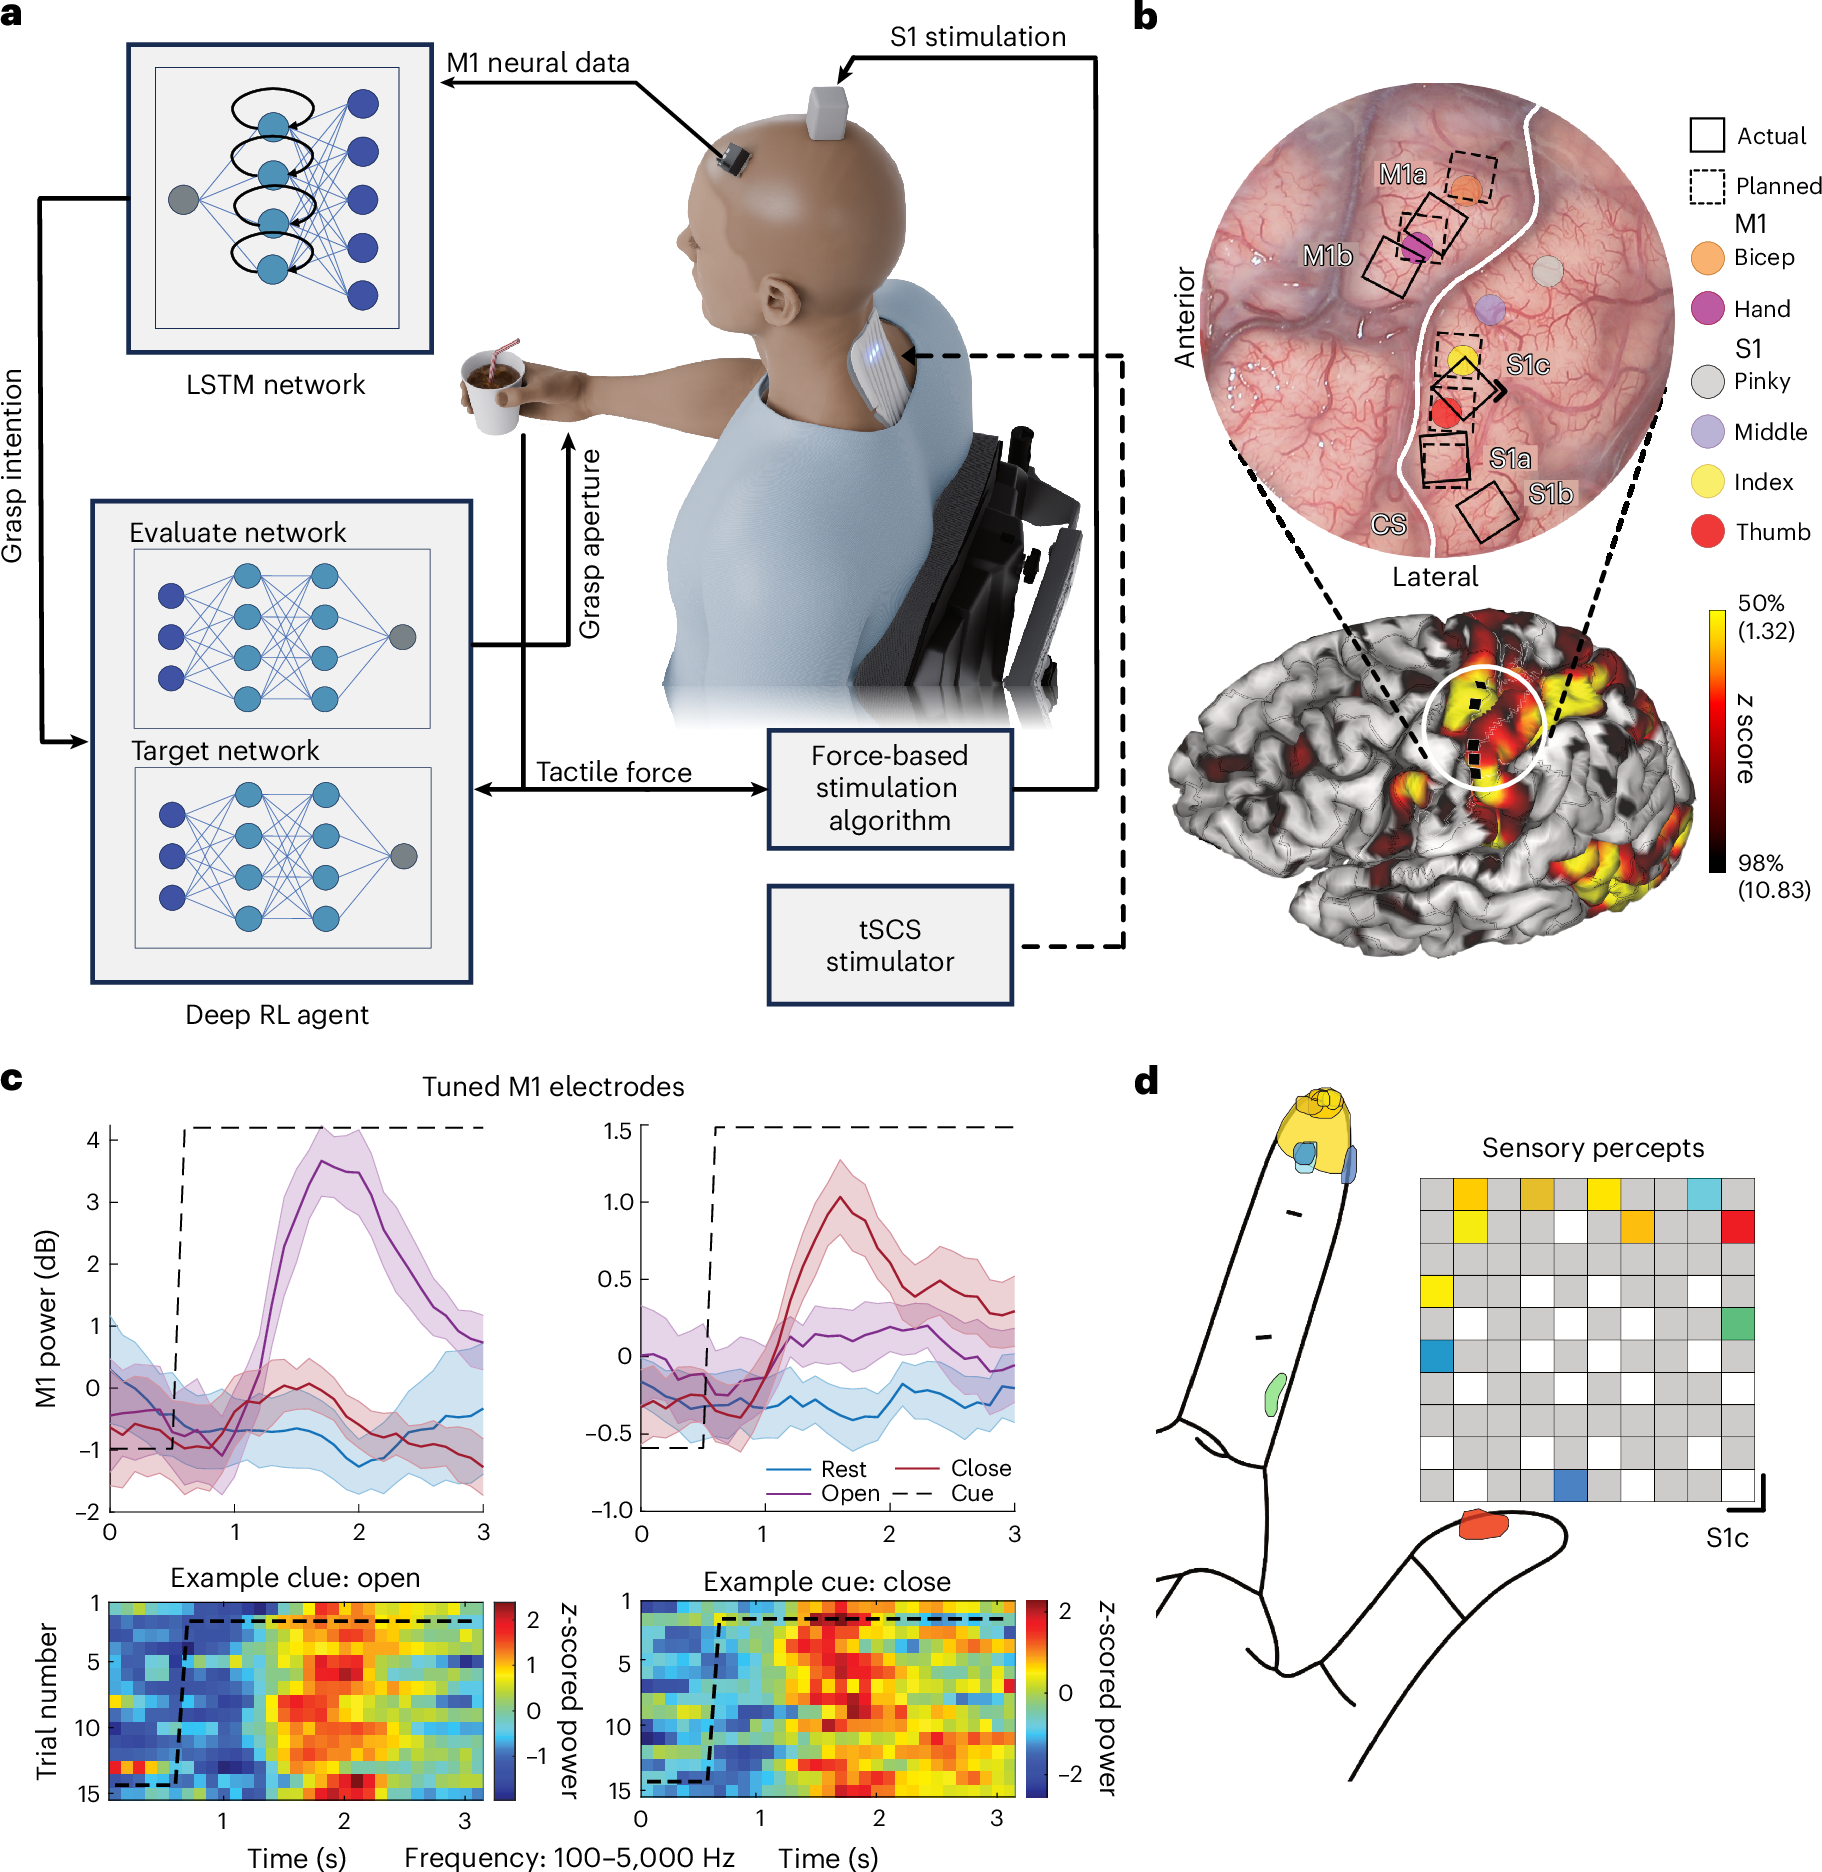 a
S1 stimulation
M1 neural data
LSTM network
Grasp intention
Grasp aperture
Evaluate network
Target network
Tactile force
Force-based
stimulation
algorithm
tSCS
stimulator
Deep RL agent
b
Actual
Planned
M1
Bicep
Hand
S1
Pinky
Middle
Index
Thumb
M1a
M1b
S1c
S1a
S1b
CS
Anterior
Lateral
50%
(1.32)
z score
98%
(10.83)
c
Tuned M1 electrodes
M1 power (dB)
4
3
2
1
0
–1
–2
0 1 2 3
1.5
1.0
0.5
0
–0.5
–1.0
0 1 2 3
Rest
Close
Open
Cue
Example clue: open
Trial number
1
5
10
15
1 2 3
2
1
0
–1
z-scored power
Example cue: close
1
5
10
15
0 1 2 3
2
0
–2
z-scored power
Time (s)
Frequency: 100–5,000 Hz
Time (s)
d
Sensory percepts
S1c